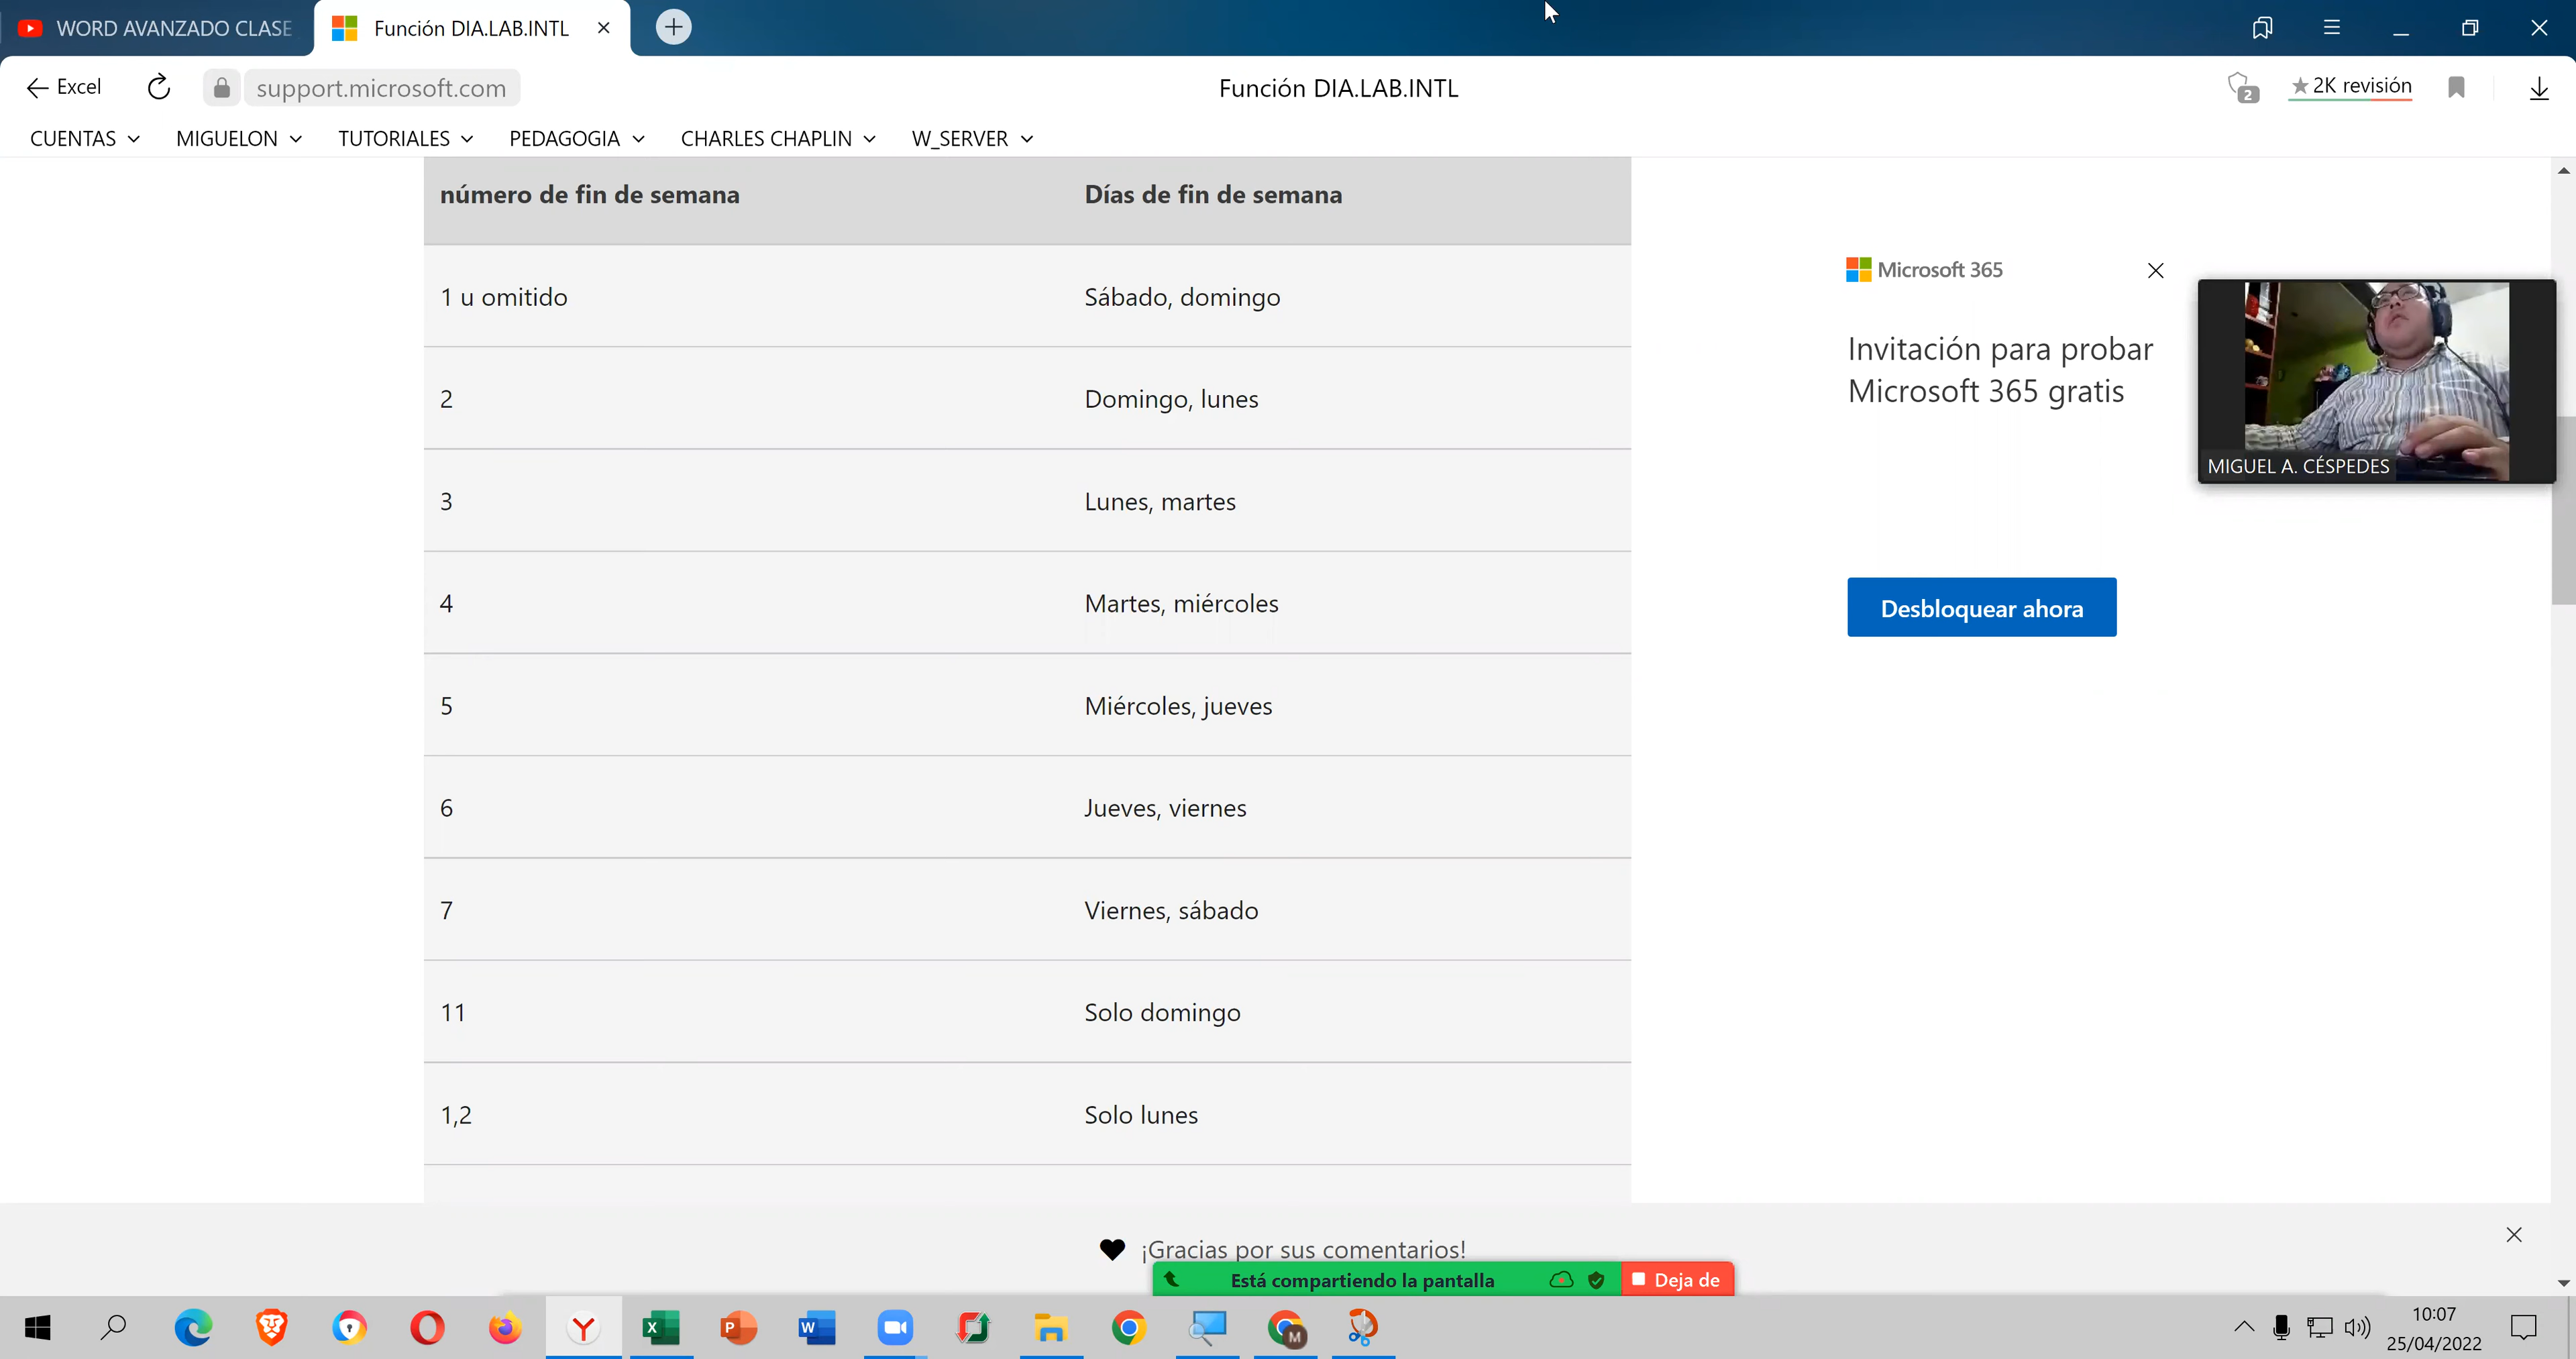 WORD AVANZADO CLASE
Función DIA.LAB.INTL
Excel
support.microsoft.com
Función DIA.LAB.INTL
2
2K revisión
CUENTAS
MIGUELON
TUTORIALES
PEDAGOGIA
CHARLES CHAPLIN
W_SERVER
número de fin de semana
Días de fin de semana
1 u omitido
Sábado, domingo
2
Domingo, lunes
3
Lunes, martes
4
Martes, miércoles
5
Miércoles, jueves
6
Jueves, viernes
7
Viernes, sábado
11
Solo domingo
1,2
Solo lunes
Microsoft 365
Invitación para probar
Microsoft 365 gratis
Desbloquear ahora
MIGUEL A. CÉSPEDES
¡Gracias por sus comentarios!
Está compartiendo la pantalla
Deja de
M
10:07
25/04/2022